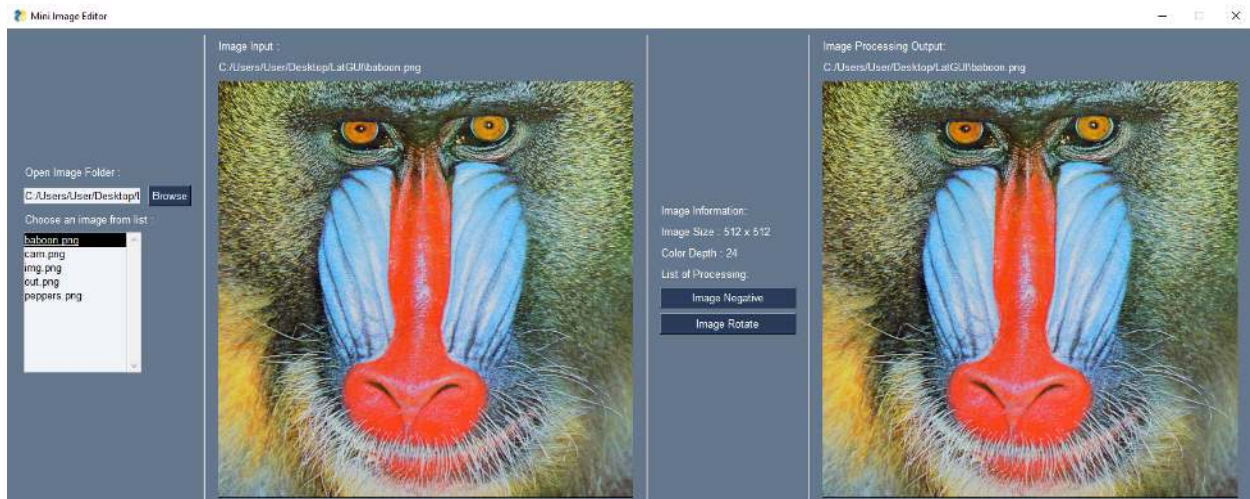 Mini Image Editor
Open Image Folder :
C:/Users/User/Desktop/l
Browse
Choose an image from list :
baboon.png
cam.png
img.png
out.png
peppers.png
Image Input :
C:/Users/User/Desktop/LatGUI\baboon.png
Image Information:
Image Size : 512 x 512
Color Depth : 24
List of Processing:
Image Negative
Image Rotate
Image Processing Output:
C:/Users/User/Desktop/LatGUI\baboon.png